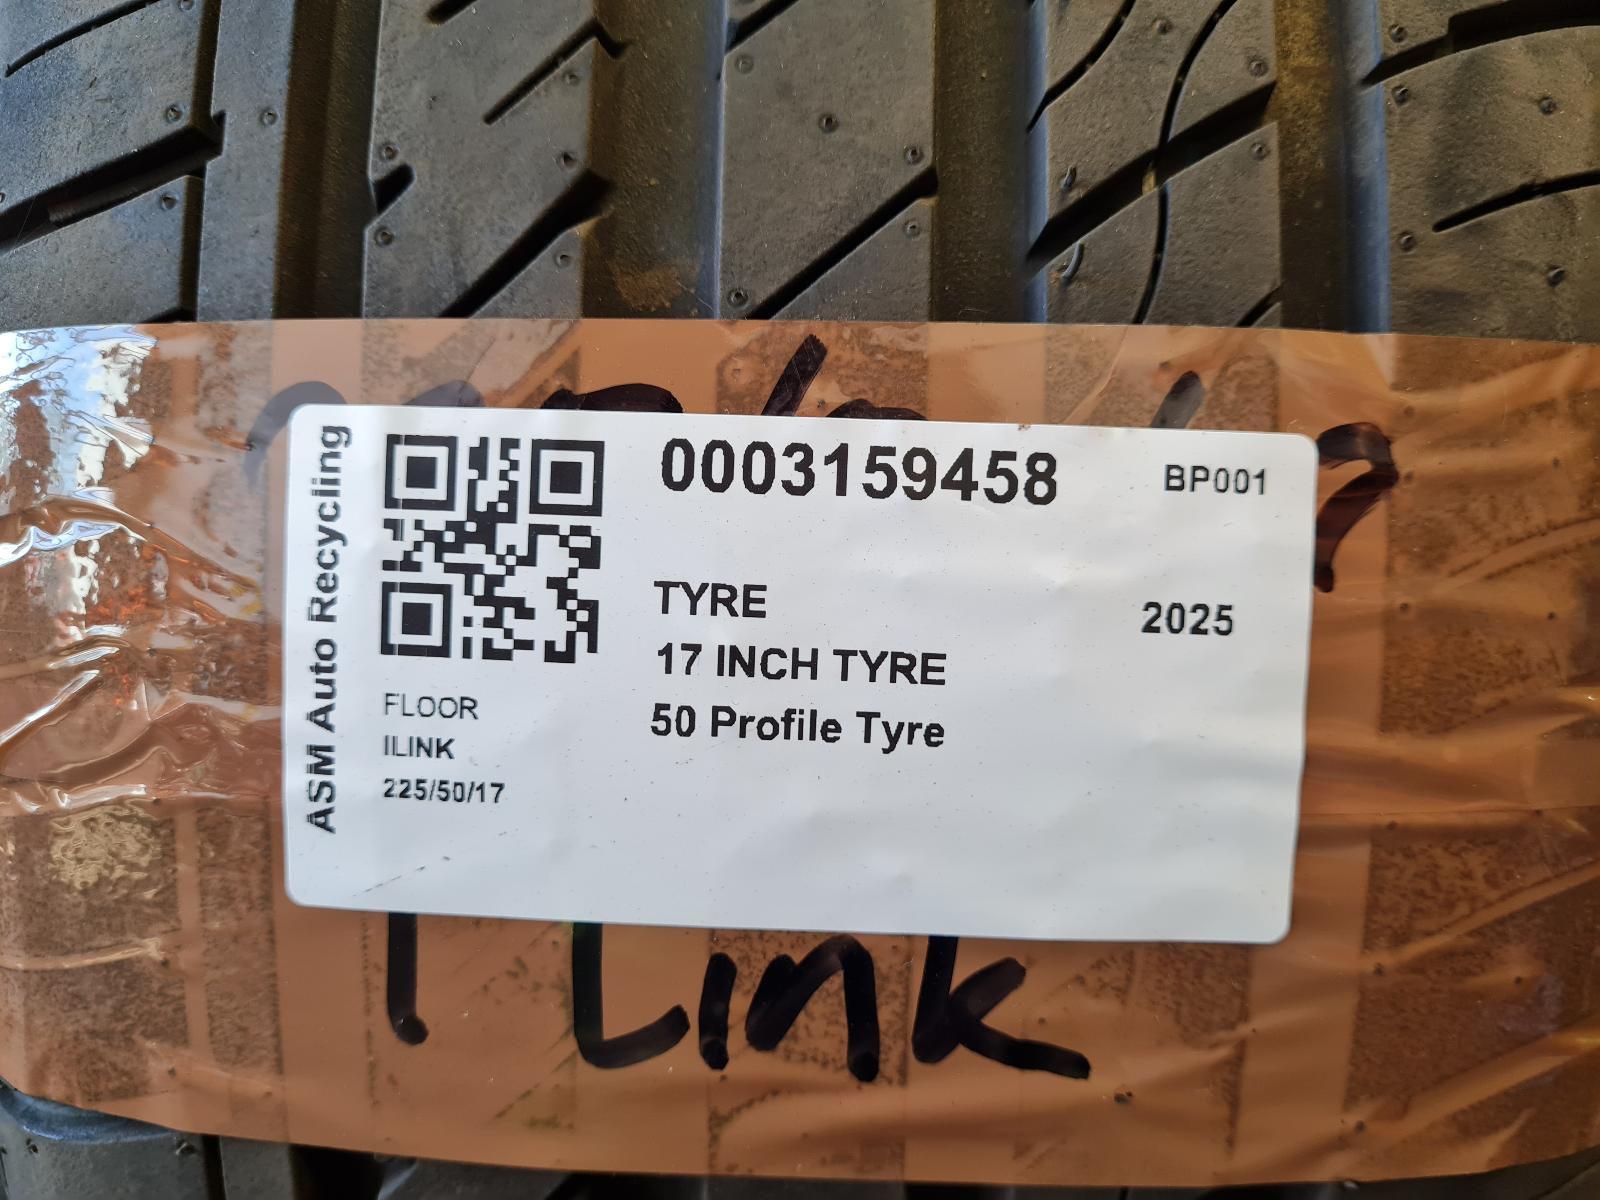 ASM Auto Recycling
0003159458
BP001
TYRE
2025
17 INCH TYRE
50 Profile Tyre
FLOOR
ILINK
225/50/17
I Link